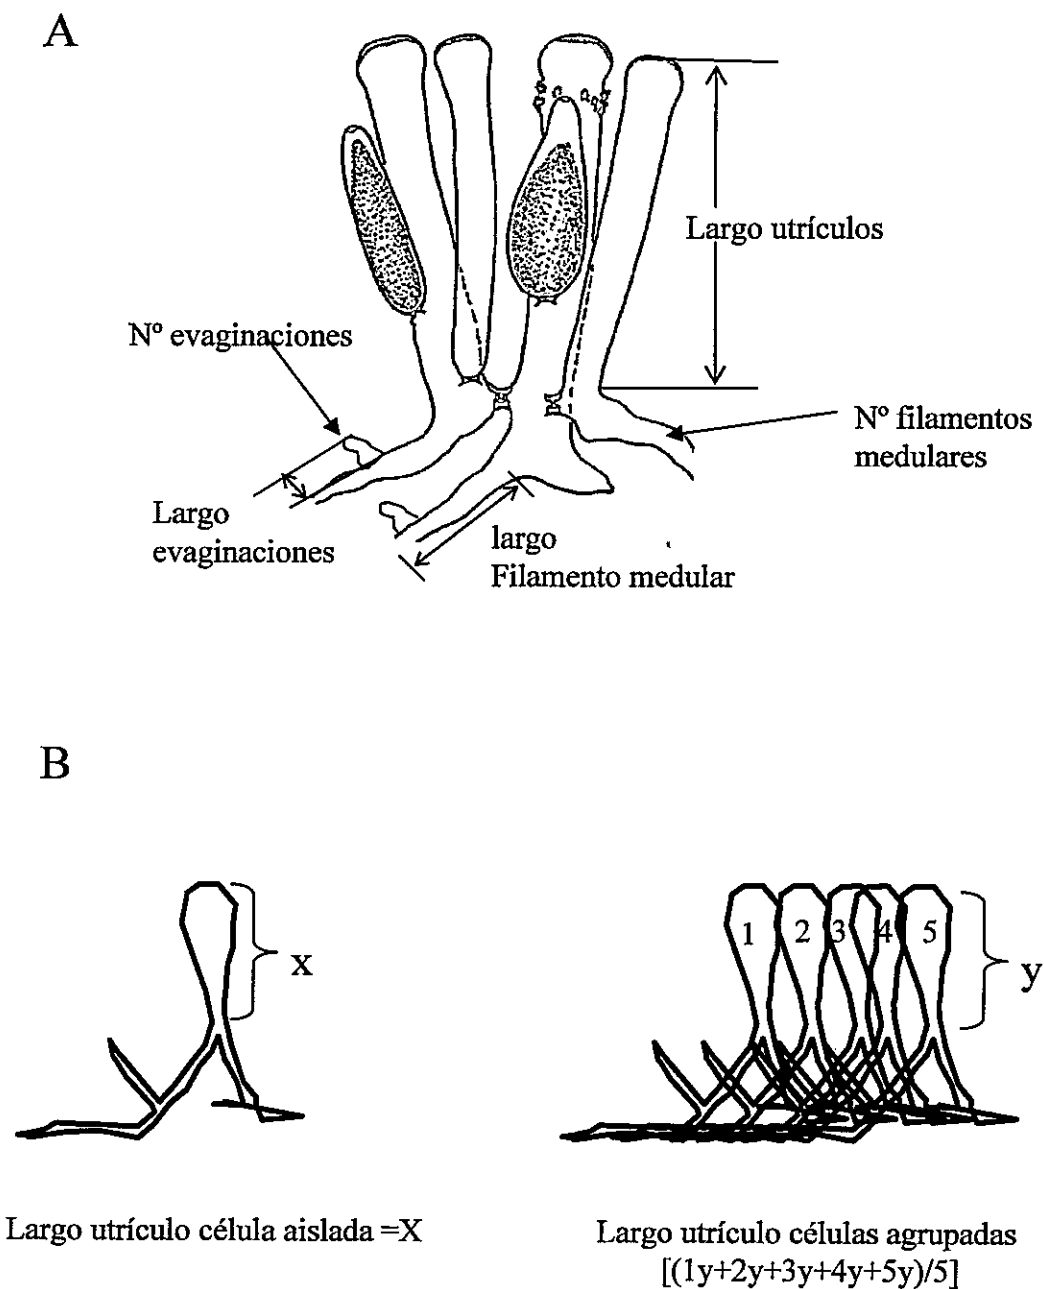 A
Largo utrículos
Nº evaginaciones
Nº filamentos
medulares
Largo
evaginaciones
largo
Filamento medular
B
1 2 3 4 5
x
y
Largo utrículo célula aislada =X
Largo utrículo células agrupadas
[(1y+2y+3y+4y+5y)/5]